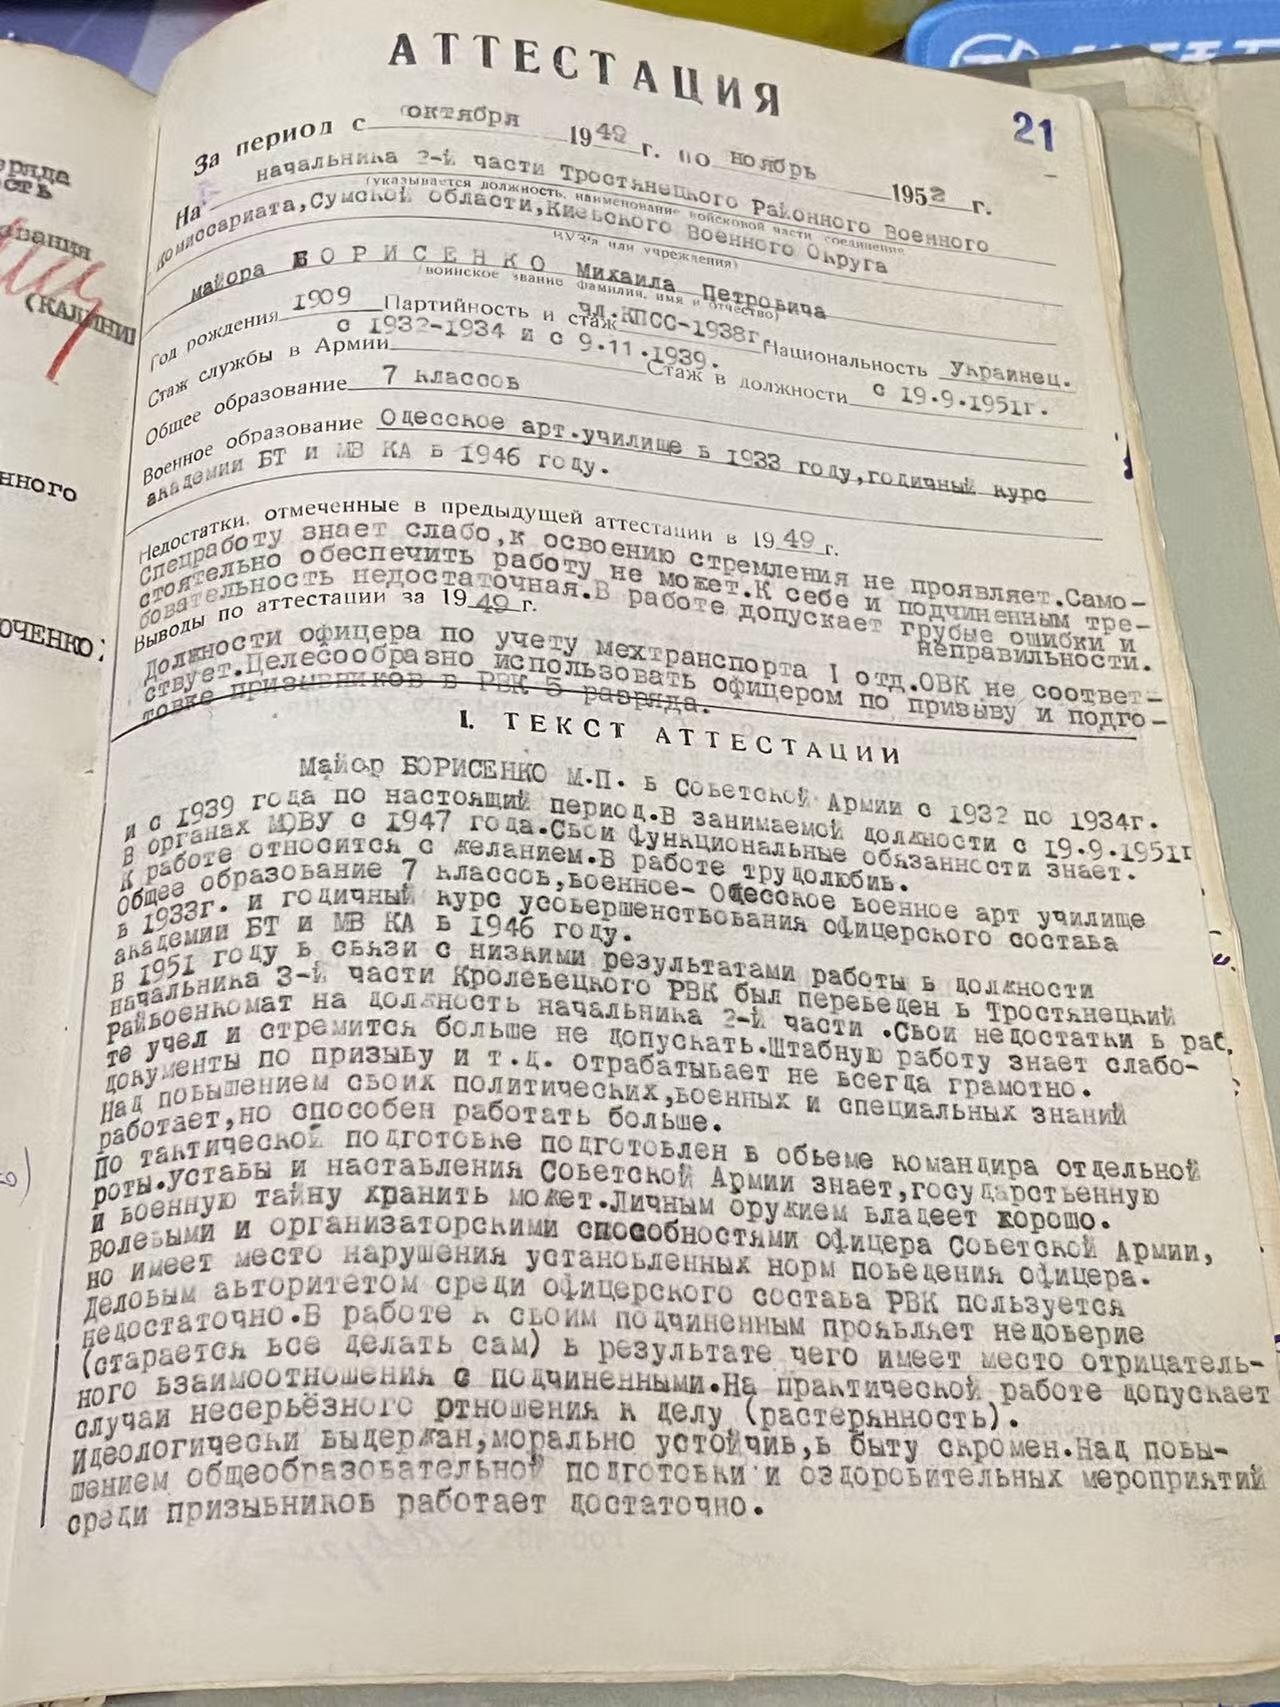 АТТЕСТАЦИЯ
21
За период с октября 1949 г. по ноябрь 1952 г.
На начальника 2-й части Тростянецкого Районного Военного
(указывается должность, наименование войсковой части, соединения
Комиссариата,Сумской области,Киевского Военного Округа
ВУЗ'а или учреждения)
майора БОРИСЕНКО Михаила Петровича
(воинское звание фамилия, имя и отчество)
Год рождения 1909 Партийность и стаж чл.КПСС-1938г. Национальность Украинец.
Стаж службы в Армии с 1932-1934 и с 9.11.1939. Стаж в должности с 19.9.1951г.
Общее образование 7 классов
Военное образование Одесское арт.училище в 1933 году,годичный курс
академии БТ и МВ КА в 1946 году.
Недостатки, отмеченные в предыдущей аттестации в 1949 г.
Спецработу знает слабо,к освоению стремления не проявляет.Само-
стоятельно обеспечить работу не может.К себе и подчиненным тре-
бовательность недостаточная.В работе допускает грубые ошибки и
неправильности.
Выводы по аттестации за 1949 г.
Должности офицера по учету мехтранспорта I отд.ОВК не соответ-
ствует.Целесообразно использовать офицером по призыву и подго-
товке призывников в РВК 5 разряда.
I. ТЕКСТ АТТЕСТАЦИИ
Майор БОРИСЕНКО М.П. в Советской Армии с 1932 по 1934г.
и с 1939 года по настоящий период.В занимаемой должности с 19.9.1951г
В органах МОВУ с 1947 года.Свои функциональные обязанности знает.
К работе относится с желанием.В работе трудолюбив.
Общее образование 7 классов,военное- Одесское военное арт училище
в 1933г. и годичный курс усовершенствования офицерского состава
академии БТ и МВ КА в 1946 году.
В 1951 году в связи с низкими результатами работы в должности
начальника 3-й части Кролевецкого РВК был переведен в Тростянецкий
Райвоенкомат на должность начальника 2-й части .Свои недостатки в раб.
те учел и стремится больше не допускать.Штабную работу знает слабо-
документы по призыву и т.д. отрабатывает не всегда грамотно.
Над повышением своих политических,военных и специальных знаний
работает,но способен работать больше.
По тактической подготовке подготовлен в обьеме командира отдельной
роты.Уставы и наставления Советской Армии знает,государственную
и военную тайну хранить может.Личным оружием владеет хорошо.
Волевыми и организаторскими способностями офицера Советской Армии,
но имеет место нарушения установленных норм поведения офицера.
Деловым авторитетом среди офицерского состава РВК пользуется
недостаточно.В работе к своим подчиненным проявляет недоверие
(старается все делать сам) в результате чего имеет место отрицатель-
ного взаимоотношения с подчиненными.На практической работе допускает
случаи несерьёзного отношения к делу (растерянность).
Идеологически выдержан,морально устойчив,в быту скромен.Над повы-
шением общеобразовательной подготовки и оздоровительных мероприятий
среди призывников работает достаточно.